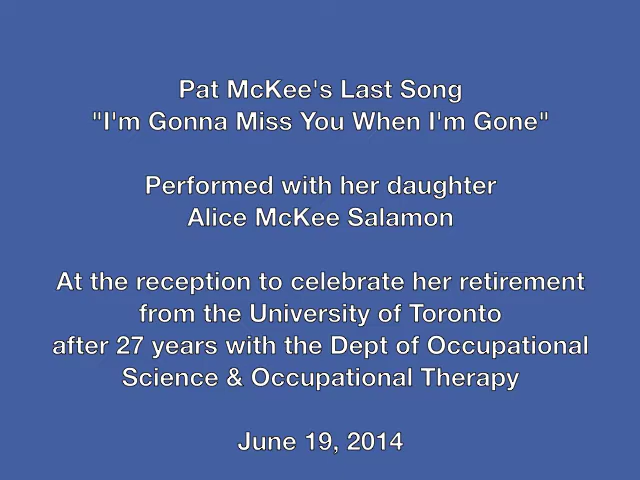 Pat McKee's Last Song
"I'm Gonna Miss You When I'm Gone"
Performed with her daughter
Alice McKee Salamon
At the reception to celebrate her retirement
from the University of Toronto
after 27 years with the Dept of Occupational
Science & Occupational Therapy
June 19, 2014